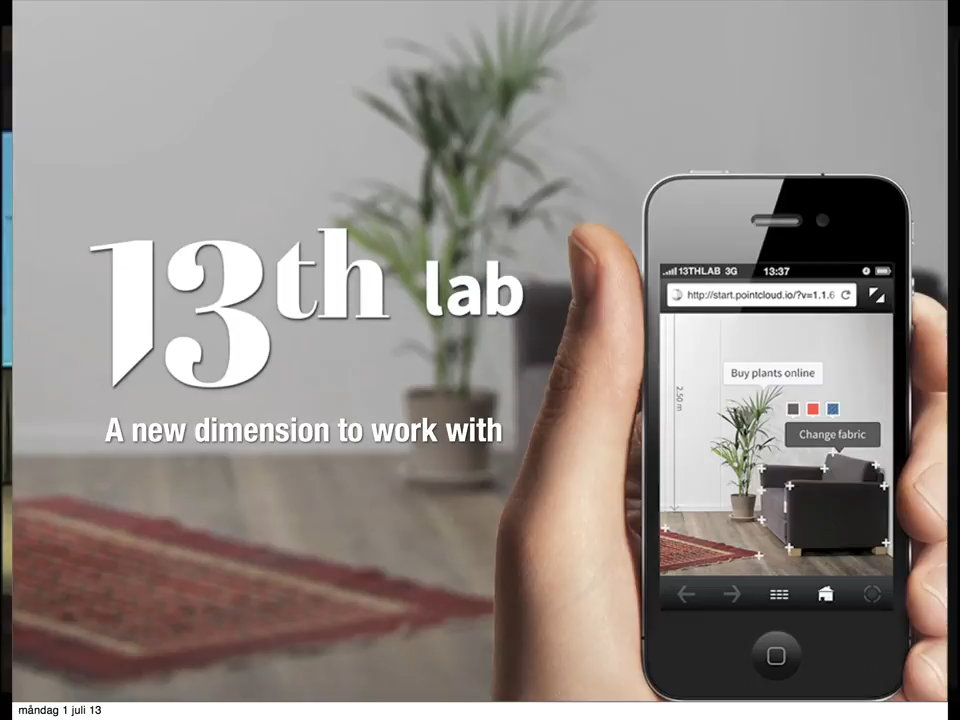 13th lab
A new dimension to work with
13THLAB 3G 13:37
http://start.pointcloud.io/?v=1.1.6
Buy plants online
2.50 m
Change fabric
måndag 1 juli 13